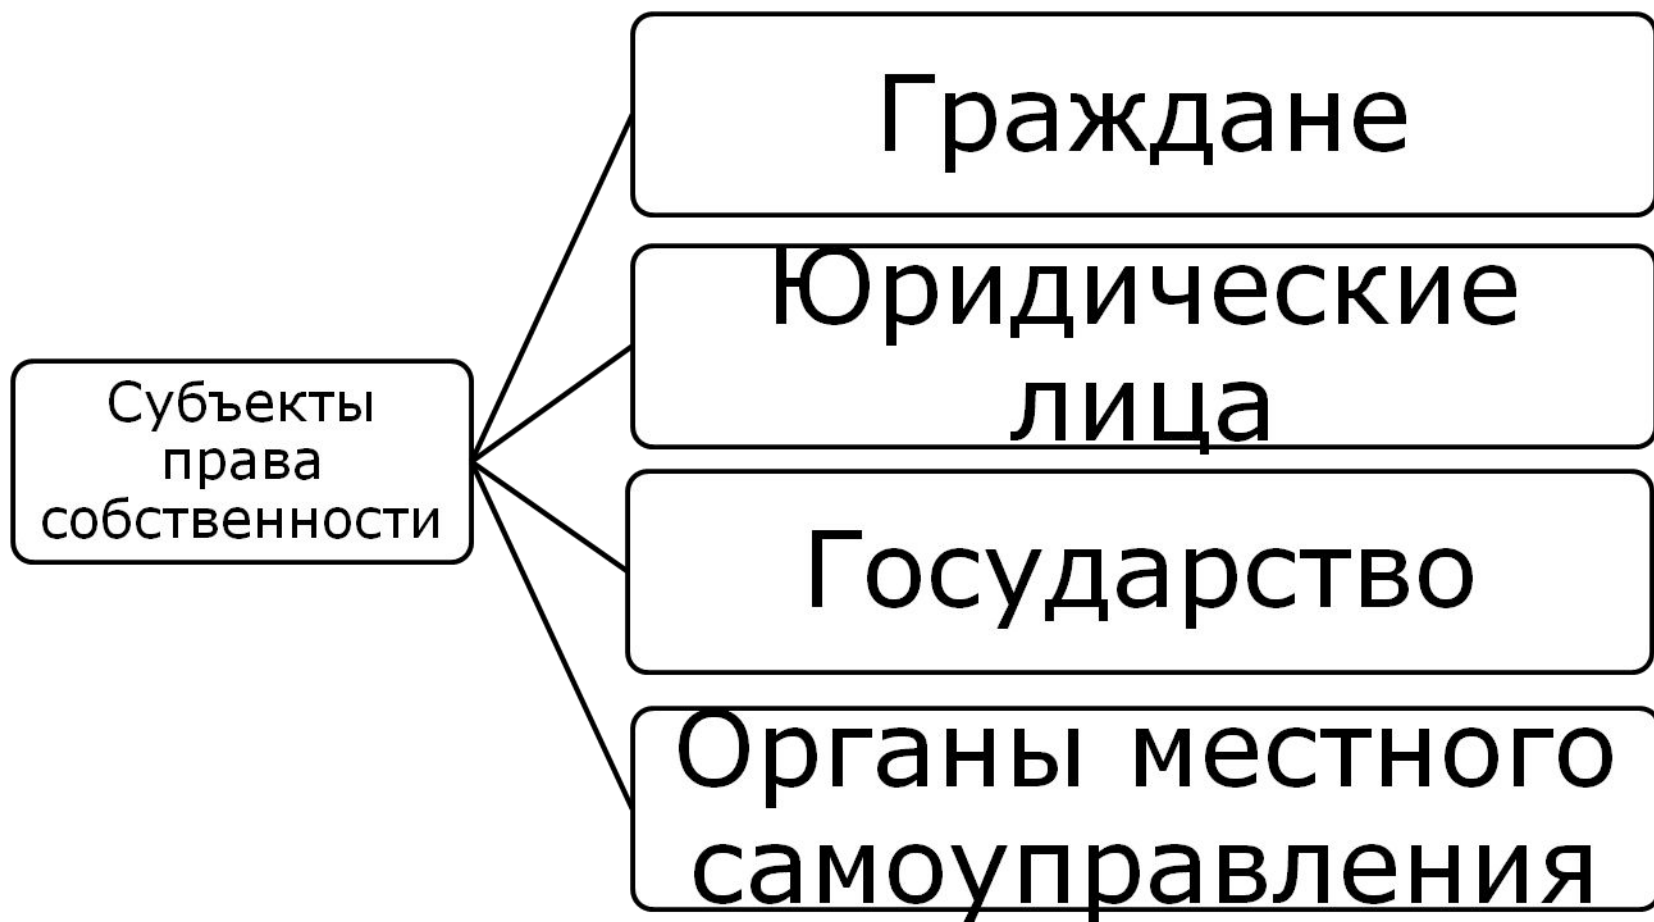 Субъекты
права
собственности
Граждане
Юридические
лица
Государство
Органы местного
самоуправления